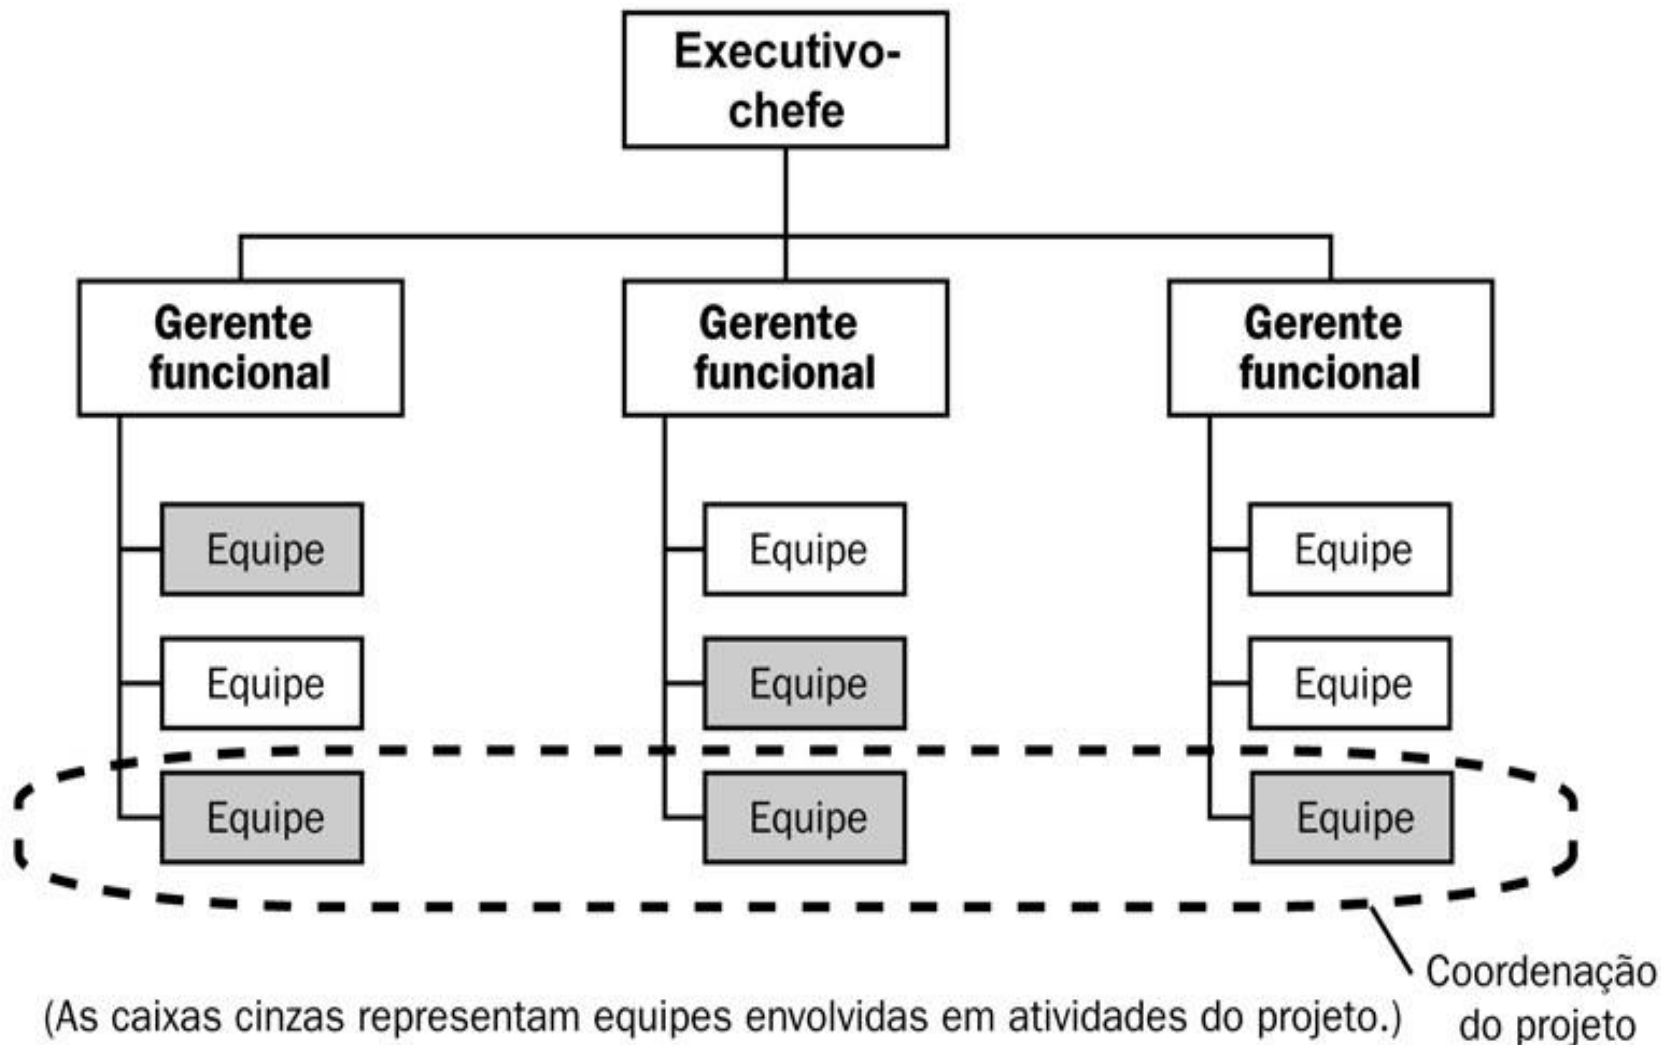 Executivo-
chefe
Gerente
funcional
Gerente
funcional
Gerente
funcional
Equipe
Equipe
Equipe
Equipe
Equipe
Equipe
Equipe
Equipe
Equipe
Coordenação
do projeto
(As caixas cinzas representam equipes envolvidas em atividades do projeto.)